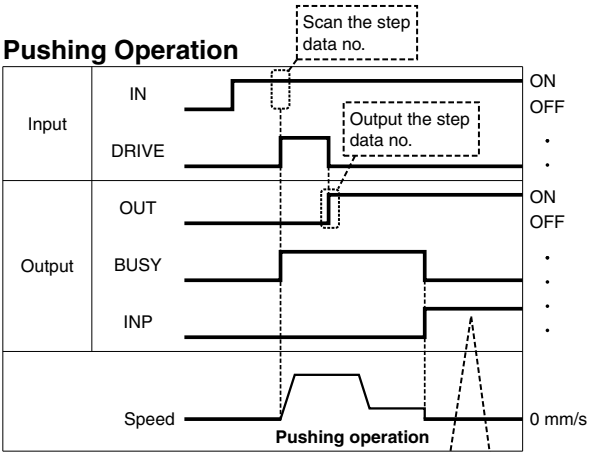 Scan the step
data no.
Pushing Operation
Input
IN
ON
OFF
DRIVE
Output the step
data no.
Output
OUT
ON
OFF
BUSY
INP
Speed
0 mm/s
Pushing operation